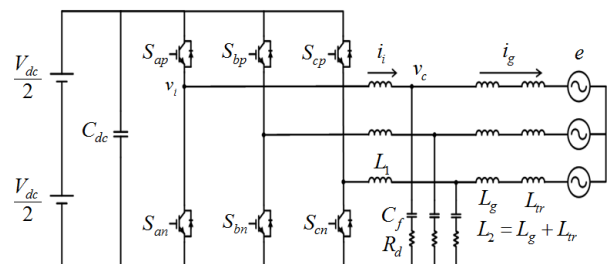 S_ap S_bp S_cp i_i v_c i_g e
V_dc/2
v_i
C_dc
L_1
V_dc/2
S_an S_bn S_cn C_f L_g L_tr
R_d L_2 = L_g + L_tr